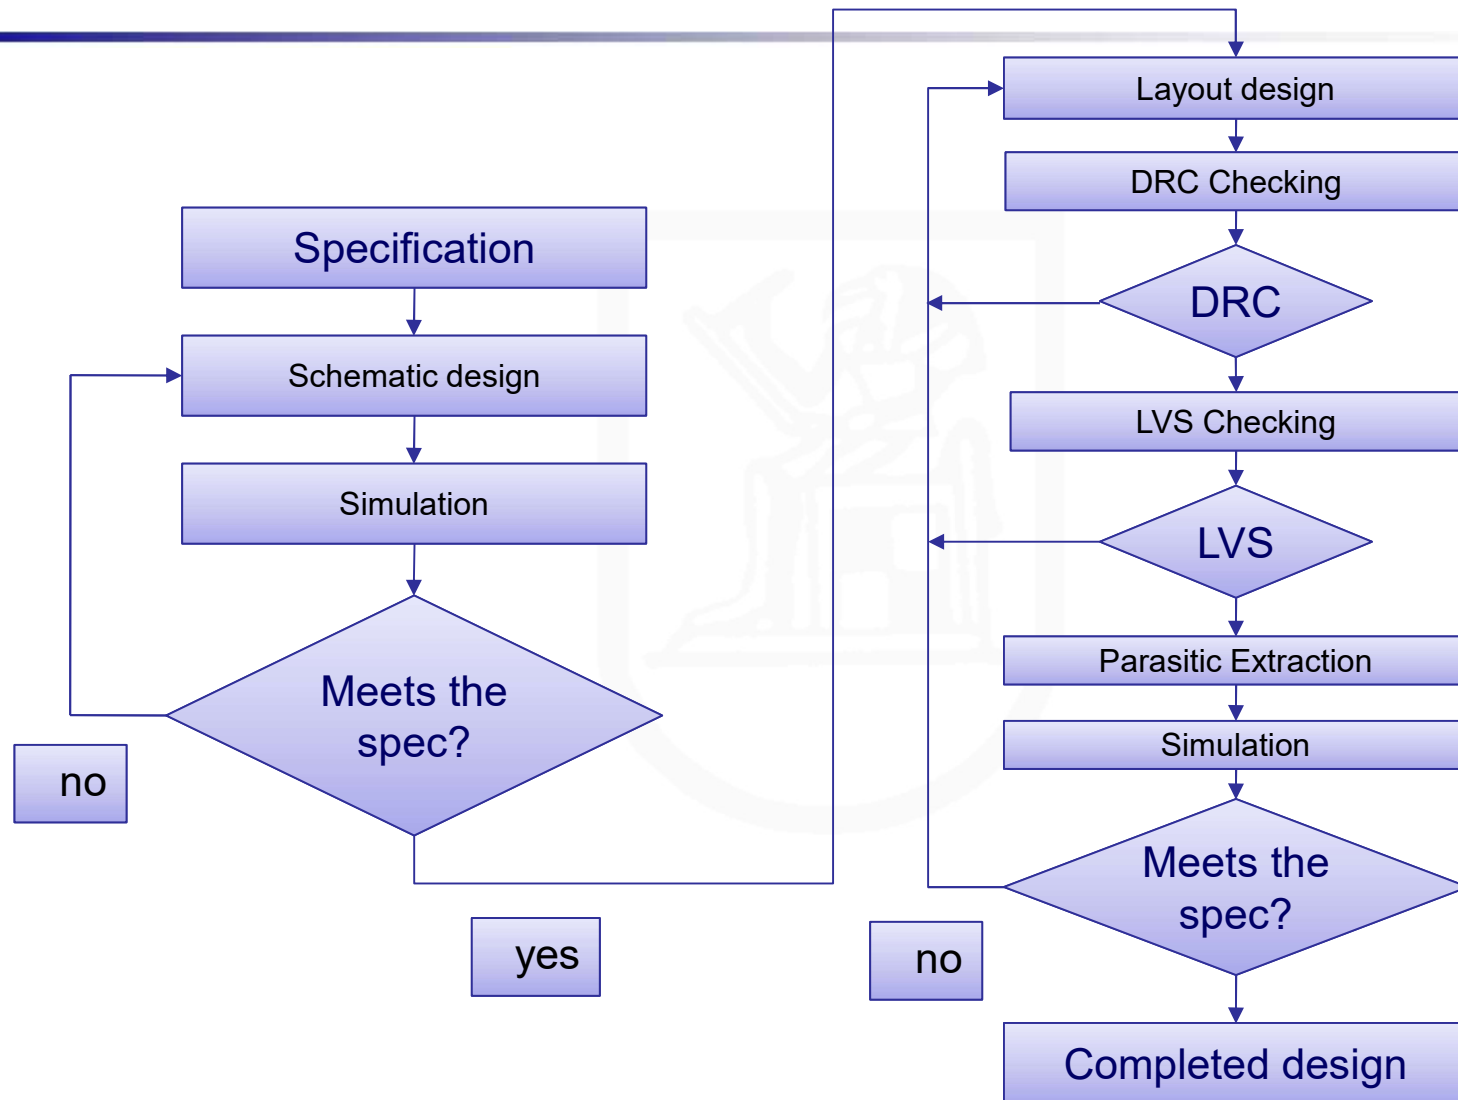 Specification
Schematic design
Simulation
Meets the
spec?
no
yes
Layout design
DRC Checking
DRC
LVS Checking
LVS
Parasitic Extraction
Simulation
Meets the
spec?
no
Completed design